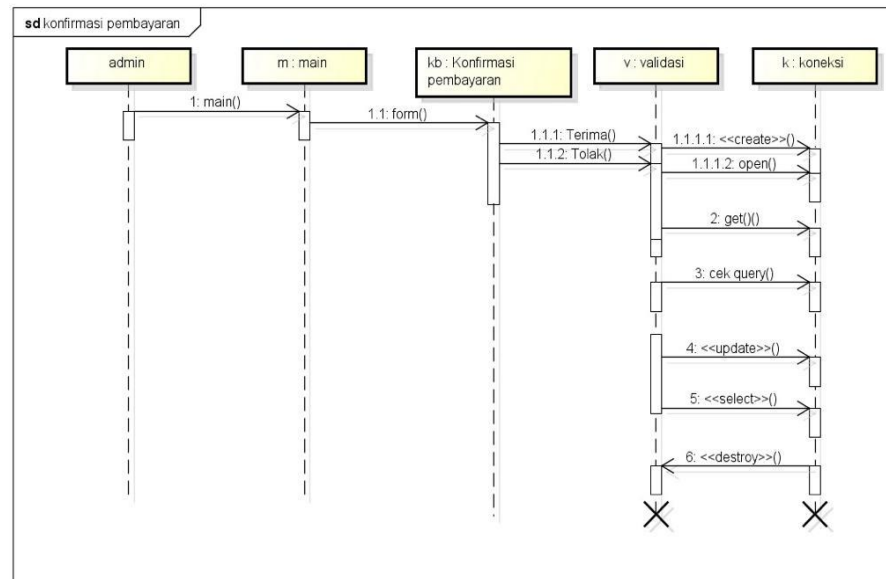 sd konfirmasi pembayaran
admin
m : main
kb : Konfirmasi
pembayaran
v : validasi
k : koneksi
1: main()
1.1: form()
1.1.1: Terima()
1.1.1.1: <<create>>()
1.1.2: Tolak()
1.1.1.2: open()
2: get()()
3: cek query()
4: <<update>>()
5: <<select>>()
6: <<destroy>>()